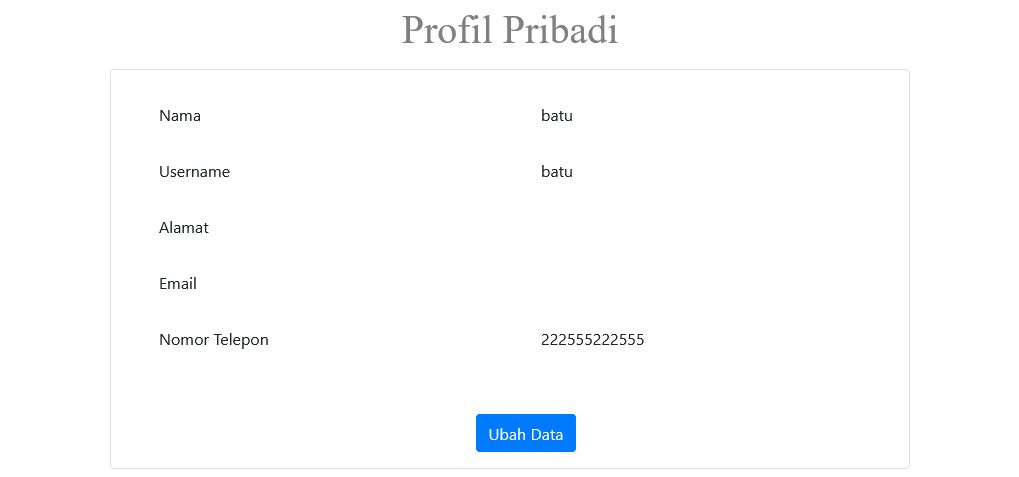 Profil Pribadi
Nama batu
Username batu
Alamat
Email
Nomor Telepon 222555222555
Ubah Data